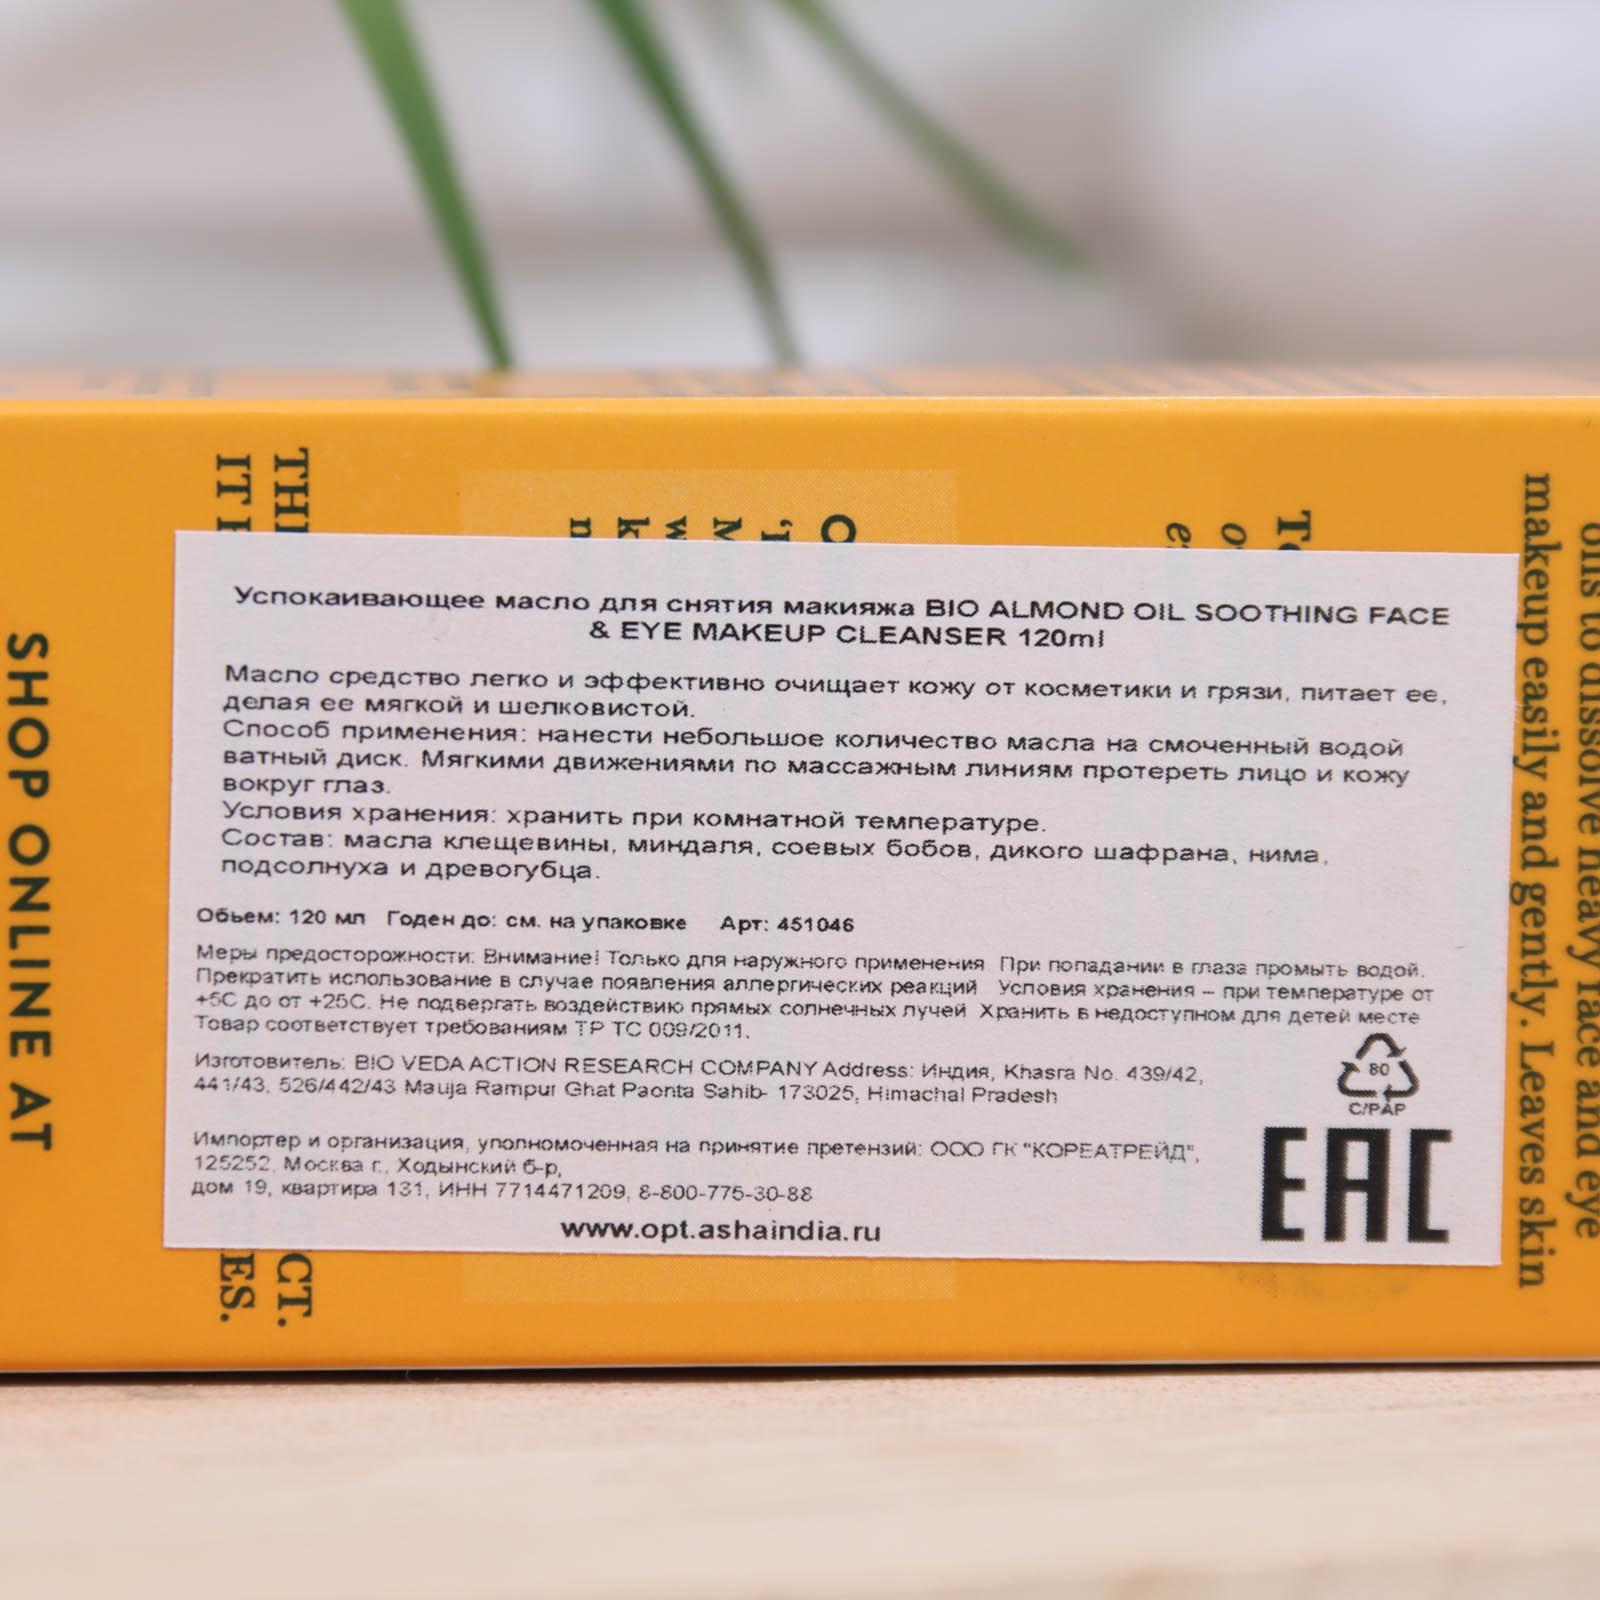 Успокаивающее масло для снятия макияжа BIO ALMOND OIL SOOTHING FACE
& EYE MAKEUP CLEANSER 120ml
Масло средство легко и эффективно очищает кожу от косметики и грязи, питает ее,
делая ее мягкой и шелковистой.
Способ применения: нанести небольшое количество масла на смоченный водой
ватный диск. Мягкими движениями по массажным линиям протереть лицо и кожу
вокруг глаз.
Условия хранения: хранить при комнатной температуре.
Состав: масла клещевины, миндаля, соевых бобов, дикого шафрана, нима,
подсолнуха и древогубца.
Обьем: 120 мл Годен до: см. на упаковке Арт: 451046
Меры предосторожности: Внимание! Только для наружного применения. При попадании в глаза промыть водой.
Прекратить использование в случае появления аллергических реакций Условия хранения – при температуре от
+5С до от +25С. Не подвергать воздействию прямых солнечных лучей Хранить в недоступном для детей месте
Товар соответствует требованиям ТР ТС 009/2011.
Изготовитель: BIO VEDA ACTION RESEARCH COMPANY Address: Индия, Khasra No. 439/42,
441/43, 526/442/43 Mauja Rampur Ghat Paonta Sahib- 173025, Himachal Pradesh
Импортер и организация, уполномоченная на принятие претензий: ООО ГК "КОРЕАТРЕЙД",
125252, Москва г., Ходынский б-р,
дом 19, квартира 131, ИНН 7714471209, 8-800-775-30-88
www.opt.ashaindia.ru
80
C/PAP
EAC
SHOP ONLINE AT
CT.
ES.
oils to dissolve heavy face and eye
makeup easily and gently. Leaves skin